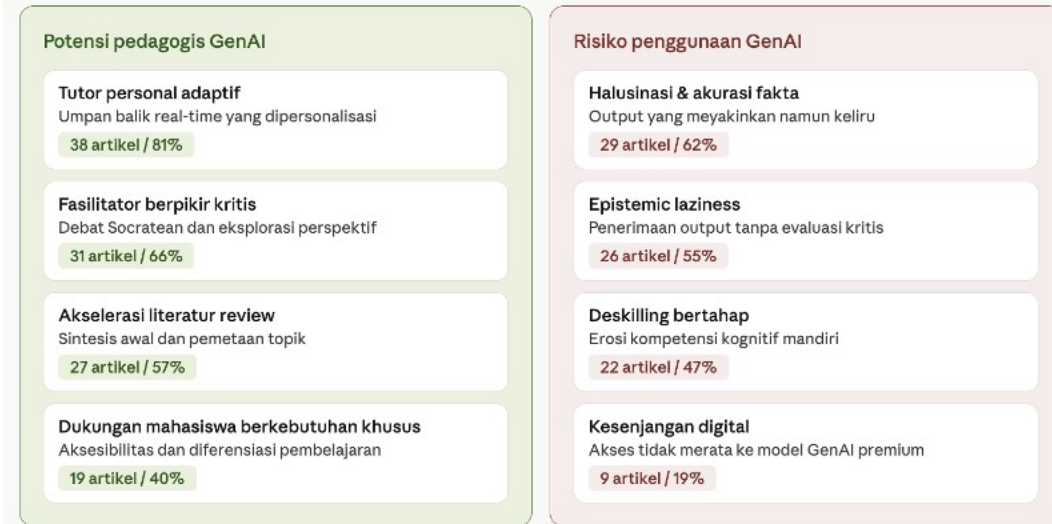 Potensi pedagogis GenAI
Tutor personal adaptif
Umpan balik real-time yang dipersonalisasi
38 artikel / 81%
Fasilitator berpikir kritis
Debat Socratean dan eksplorasi perspektif
31 artikel / 66%
Akselerasi literatur review
Sintesis awal dan pemetaan topik
27 artikel / 57%
Dukungan mahasiswa berkebutuhan khusus
Aksesibilitas dan diferensiasi pembelajaran
19 artikel / 40%
Risiko penggunaan GenAI
Halusinasi & akurasi fakta
Output yang meyakinkan namun keliru
29 artikel / 62%
Epistemic laziness
Penerimaan output tanpa evaluasi kritis
26 artikel / 55%
Deskilling bertahap
Erosi kompetensi kognitif mandiri
22 artikel / 47%
Kesenjangan digital
Akses tidak merata ke model GenAI premium
9 artikel / 19%